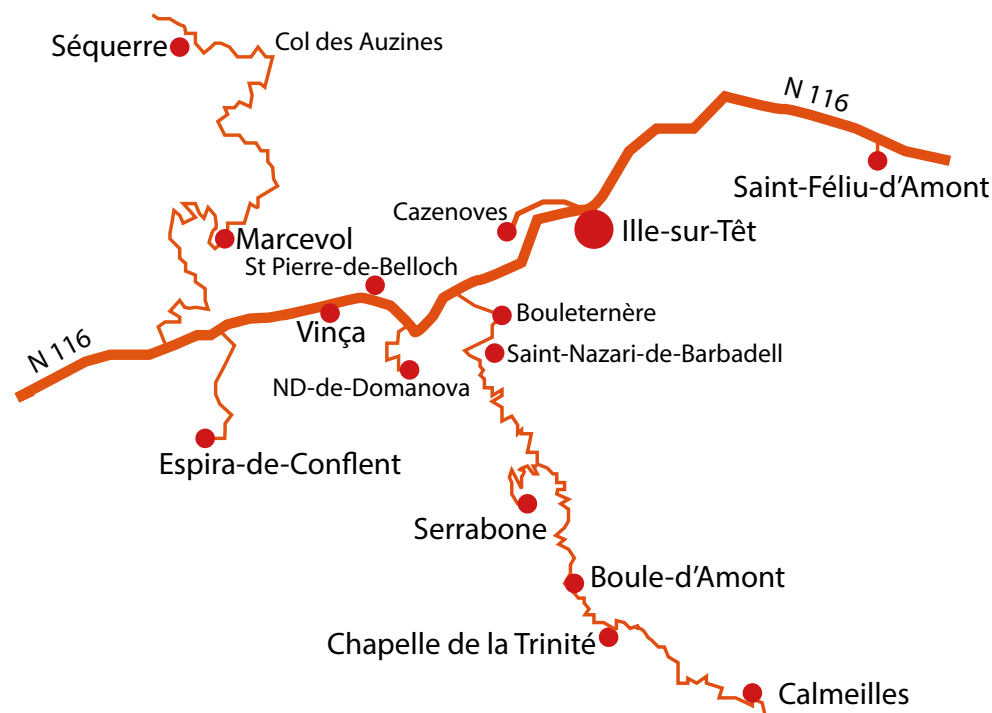 Séquerre
Col des Auzines
N 116
Saint-Féliu-d’Amont
Cazenoves
Ille-sur-Têt
Marcevol
St Pierre-de-Belloch
Bouleternère
Vinça
N 116
Saint-Nazari-de-Barbadell
ND-de-Domanova
Espira-de-Conflent
Serrabone
Boule-d’Amont
Chapelle de la Trinité
Calmeilles